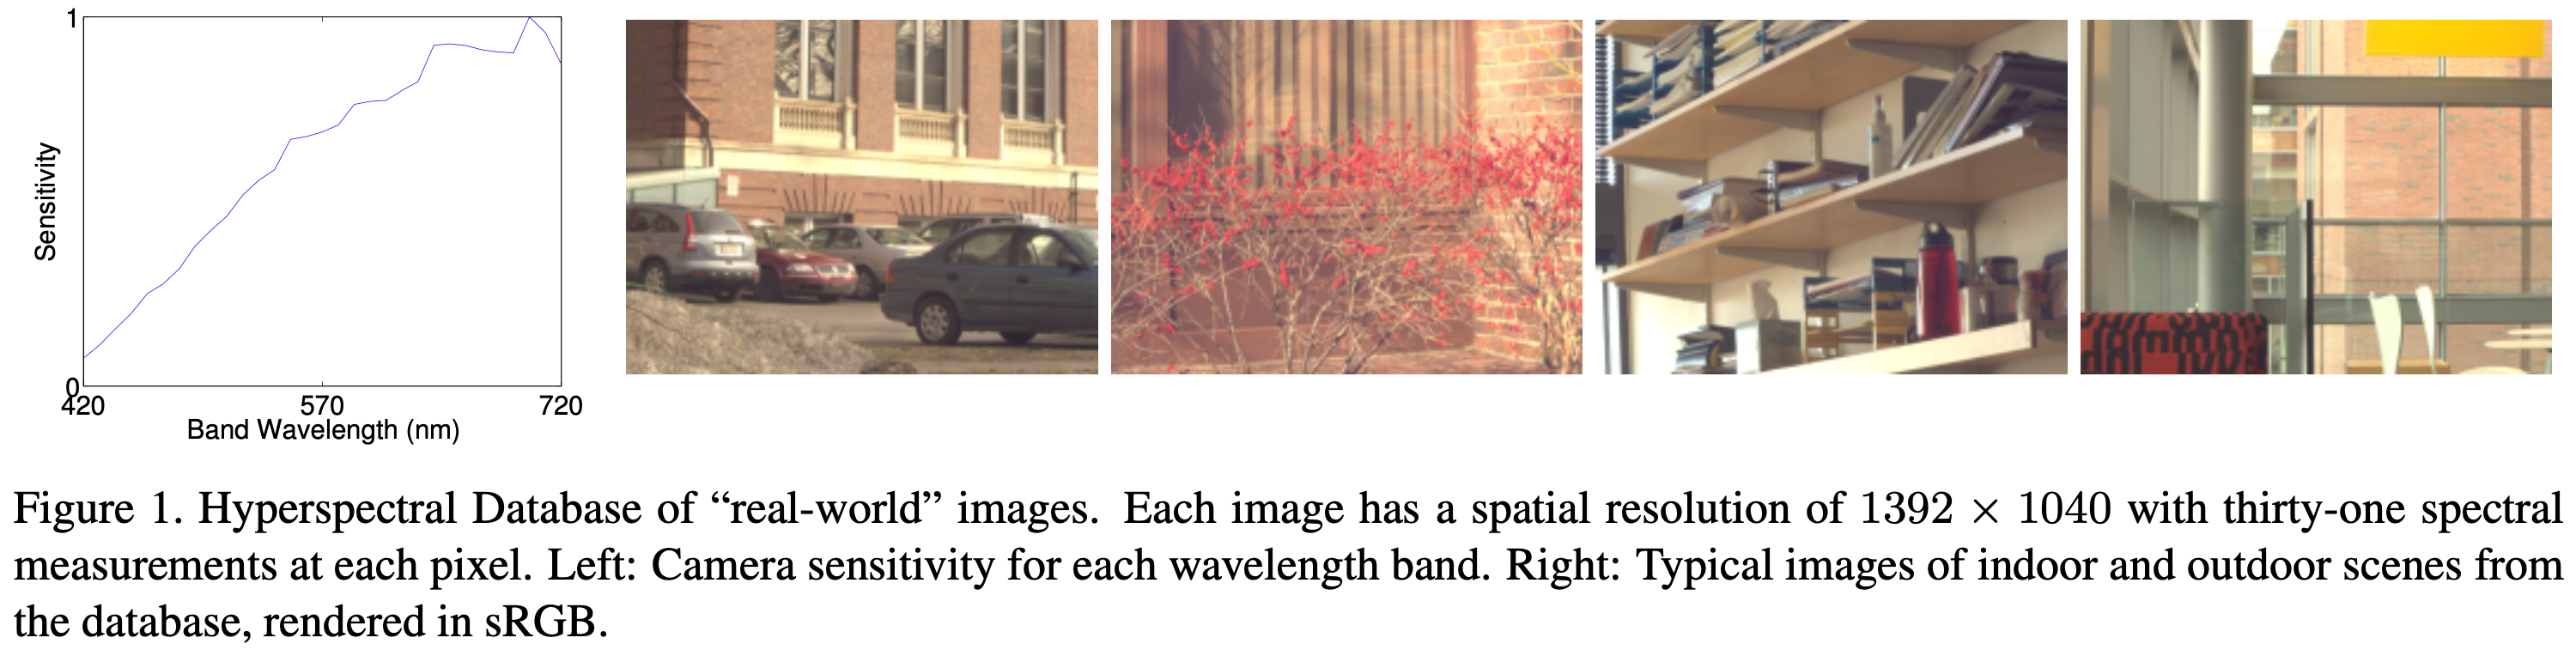 1
Sensitivity
0
420 570 720
Band Wavelength (nm)
Figure 1. Hyperspectral Database of “real-world” images. Each image has a spatial resolution of 1392 × 1040 with thirty-one spectral
measurements at each pixel. Left: Camera sensitivity for each wavelength band. Right: Typical images of indoor and outdoor scenes from
the database, rendered in sRGB.